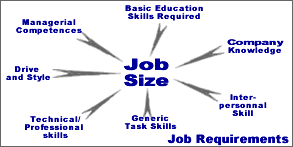 Basic Education
Skills Required
Managerial
Competences
Company
Knowledge
Drive
and Style
Job
Size
Inter-
personnal
Skill
Technical/
Professional
skills
Generic
Task Skills
Job Requirements